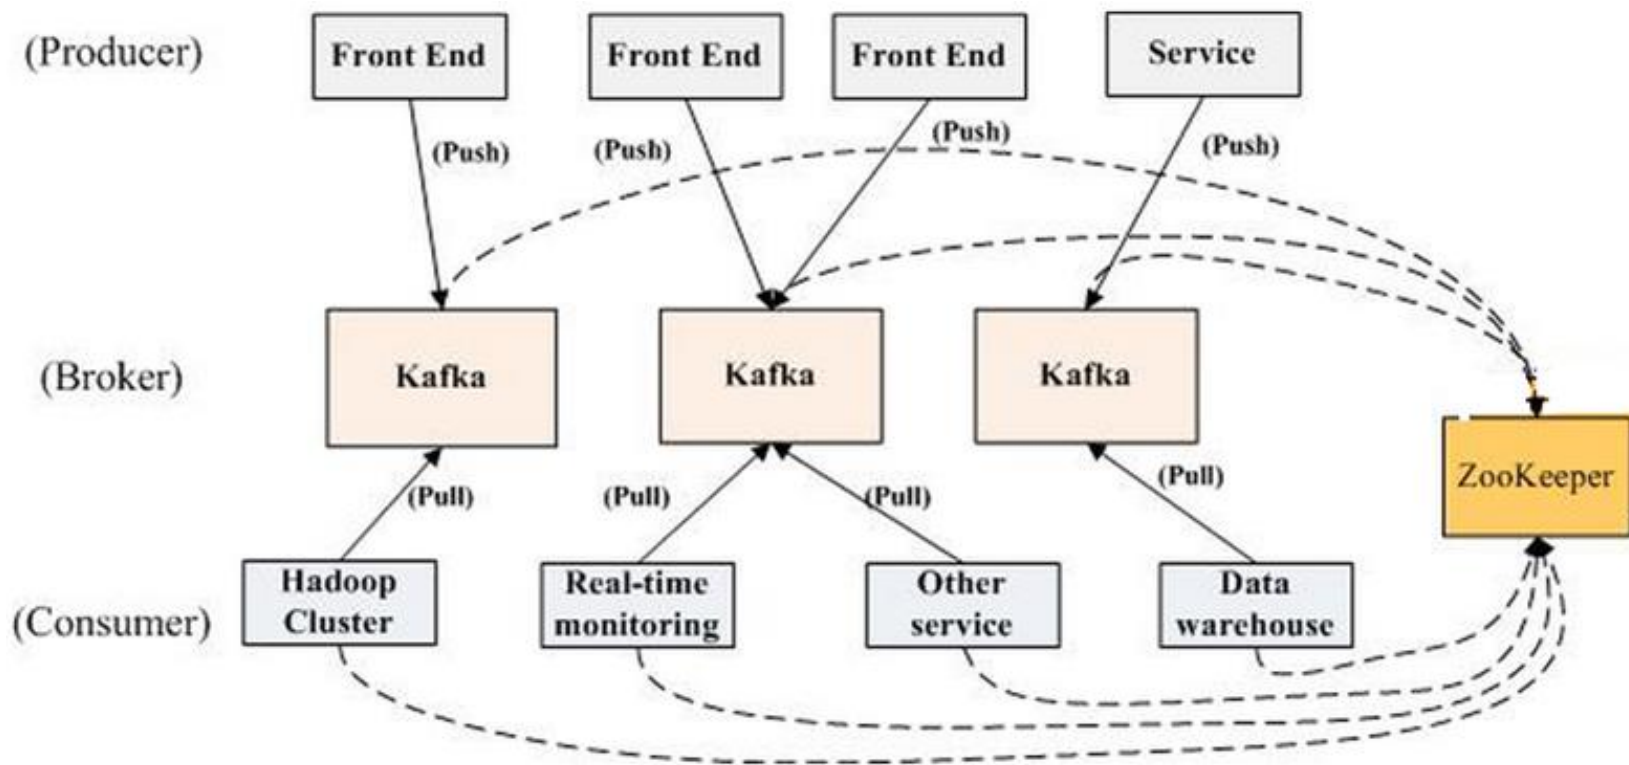 (Producer)
Front End
Front End
Front End
Service
(Push)
(Push)
(Push)
(Push)
(Broker)
Kafka
Kafka
Kafka
ZooKeeper
(Pull)
(Pull)
(Pull)
(Pull)
(Consumer)
Hadoop
Cluster
Real-time
monitoring
Other
service
Data
warehouse